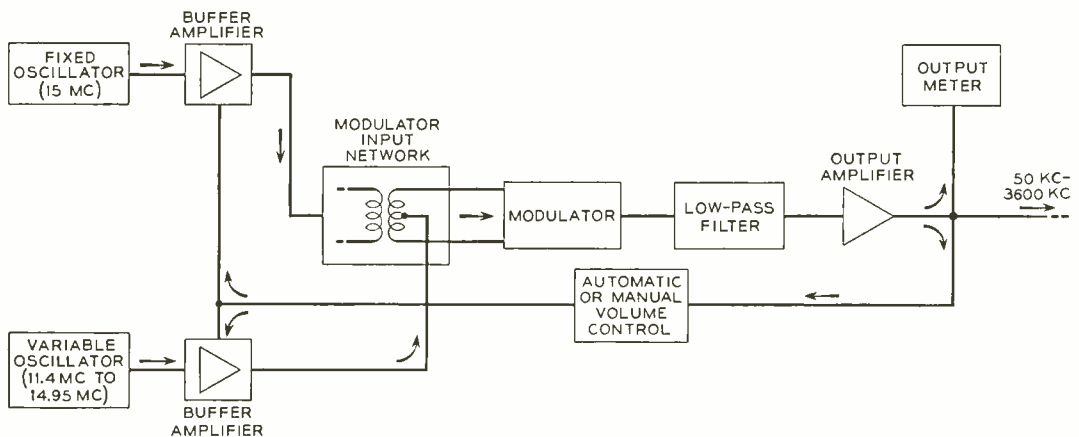 BUFFER
AMPLIFIER
FIXED
OSCILLATOR
(15 MC)
MODULATOR
INPUT
NETWORK
MODULATOR
LOW-PASS
FILTER
OUTPUT
AMPLIFIER
OUTPUT
METER
50 KC-
3600 KC
AUTOMATIC
OR MANUAL
VOLUME
CONTROL
VARIABLE
OSCILLATOR
(11.4 MC TO
14.95 MC)
BUFFER
AMPLIFIER